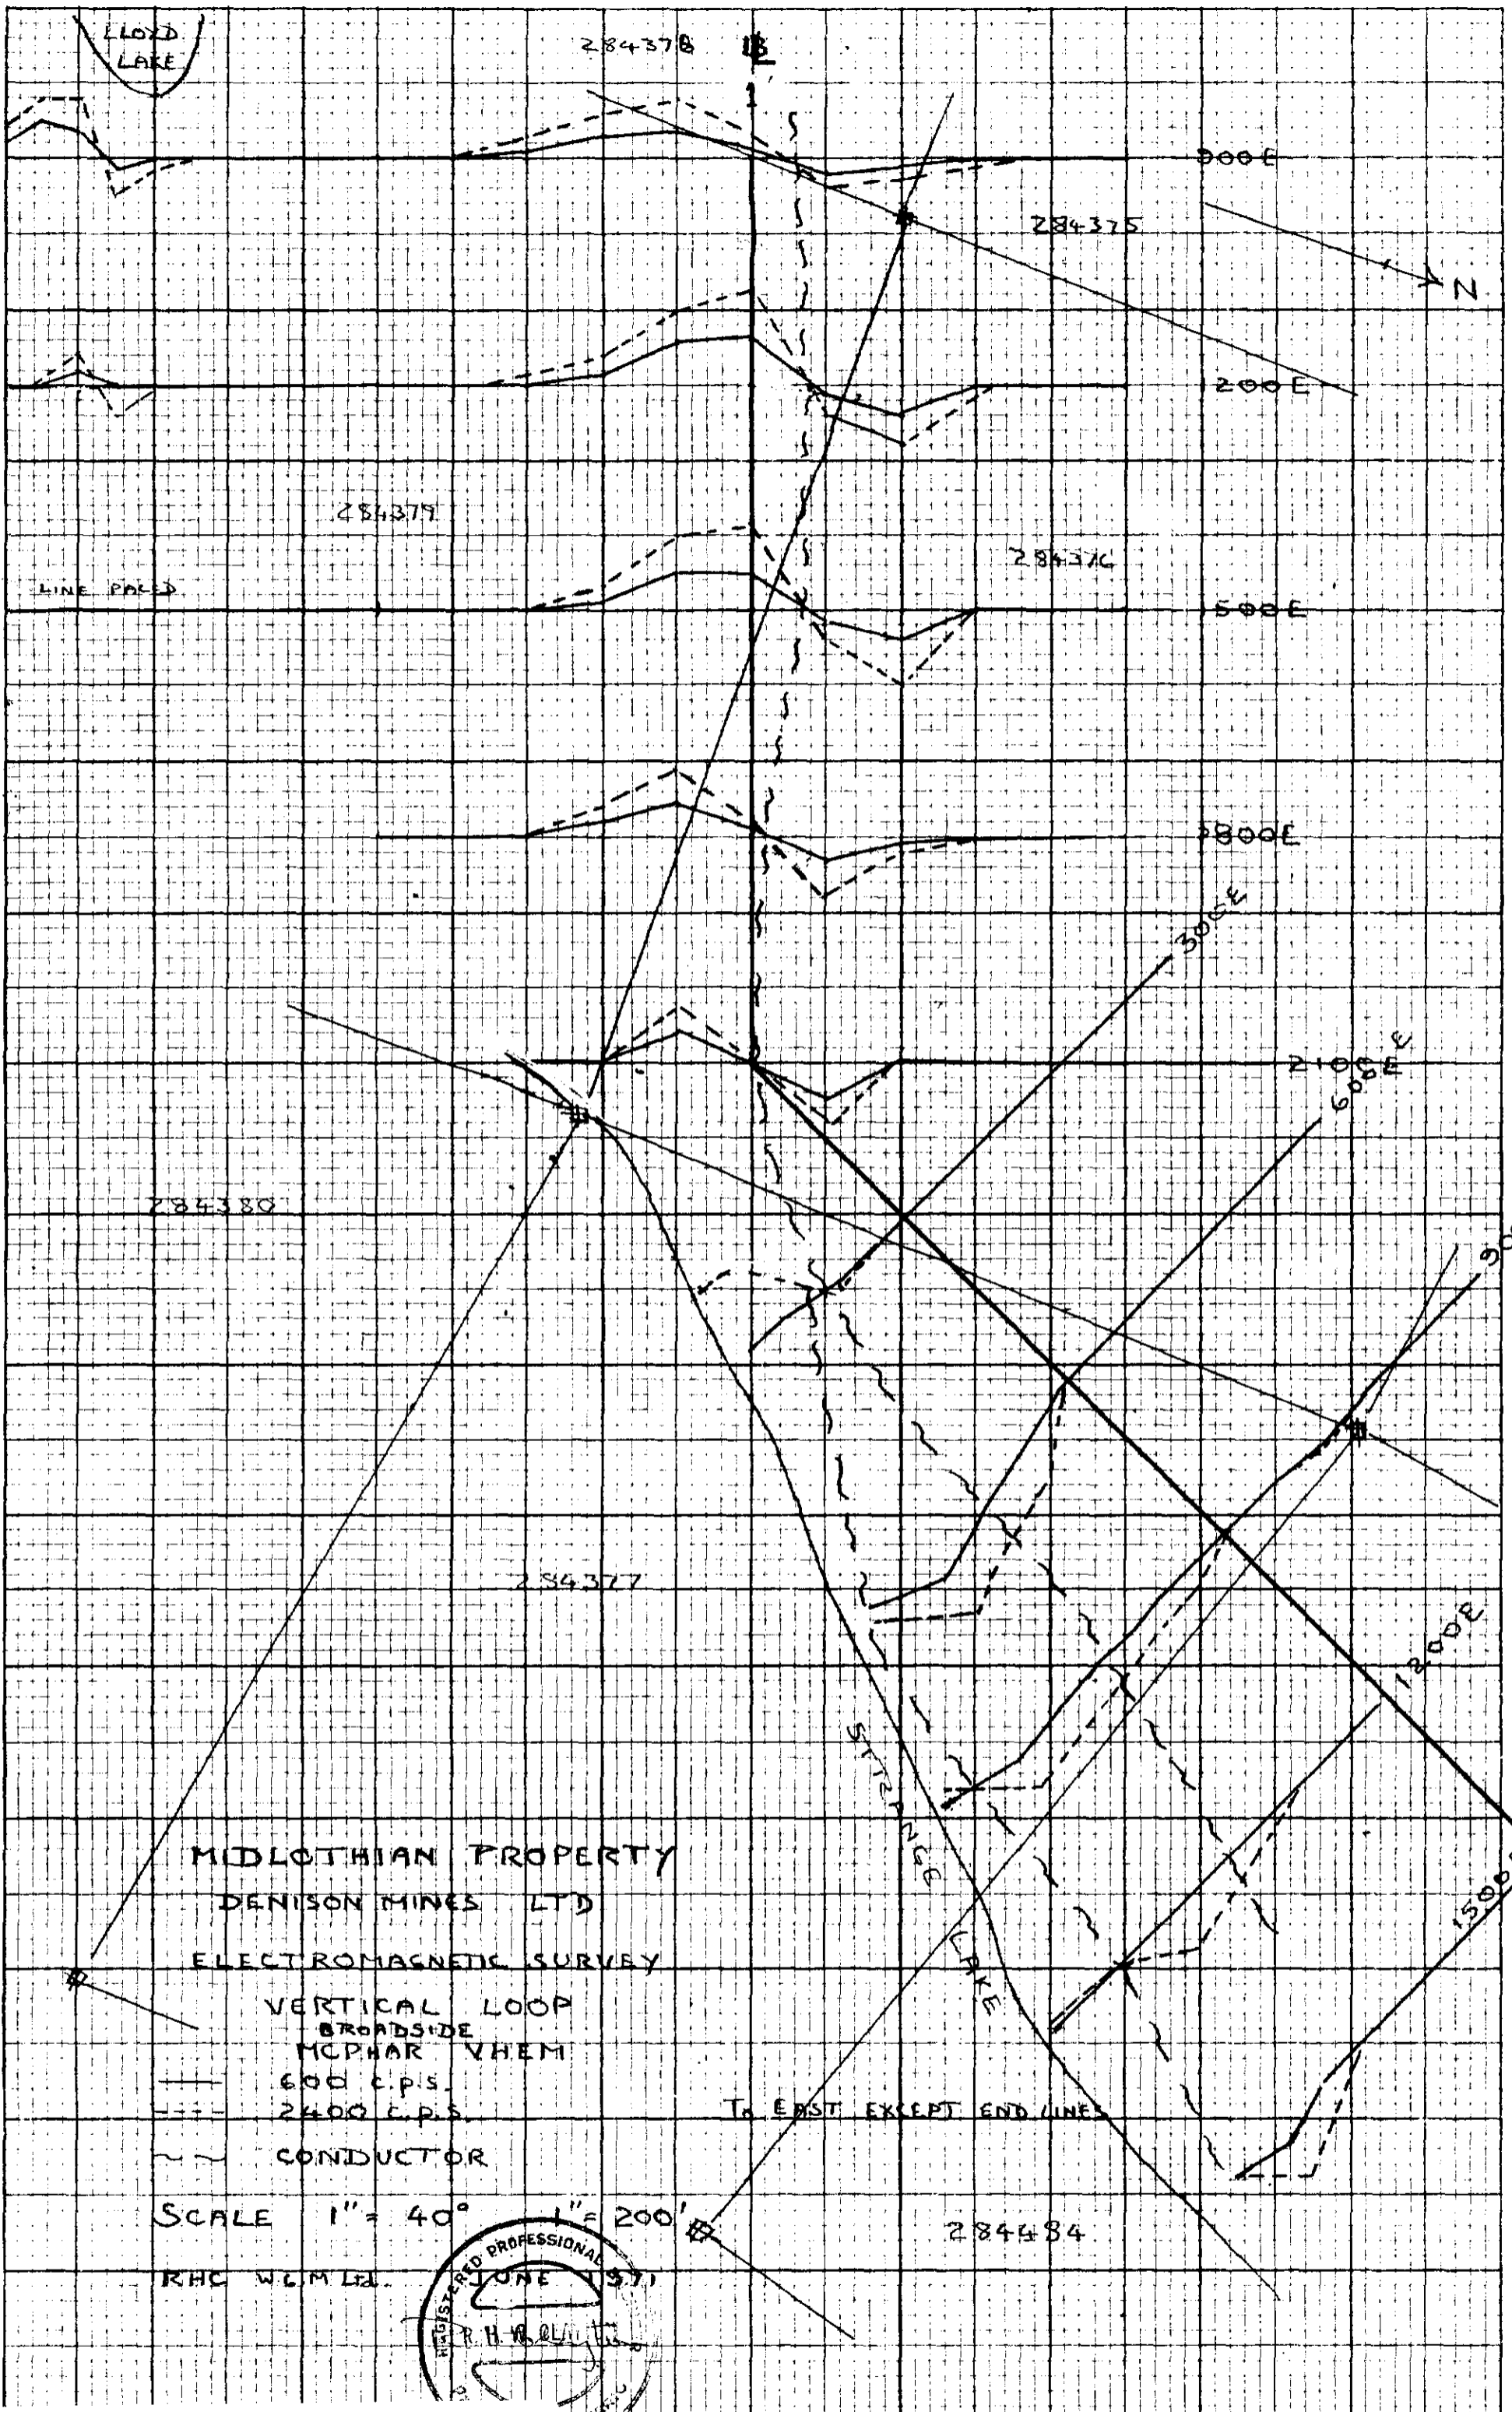 LLOYD
LAKE
284378
BL
900E
284375
N
1200E
284379
284376
LINE PACED
1500E
1800E
300E
2100E
600E
284380
90
284377
1200E
STRANGE
LAKE
1500
MIDLOTHIAN PROPERTY
DENISON MINES LTD
ELECTROMAGNETIC SURVEY
VERTICAL LOOP
BROADSIDE
MCPHAR VHEM
600 c.p.s.
2400 c.p.s.
To EAST EXCEPT END LINES
CONDUCTOR
SCALE 1" = 40° 1" = 200'
284484
RHC W.G.M Ltd. JUNE 1971
REGISTERED PROFESSIONAL
R. H.